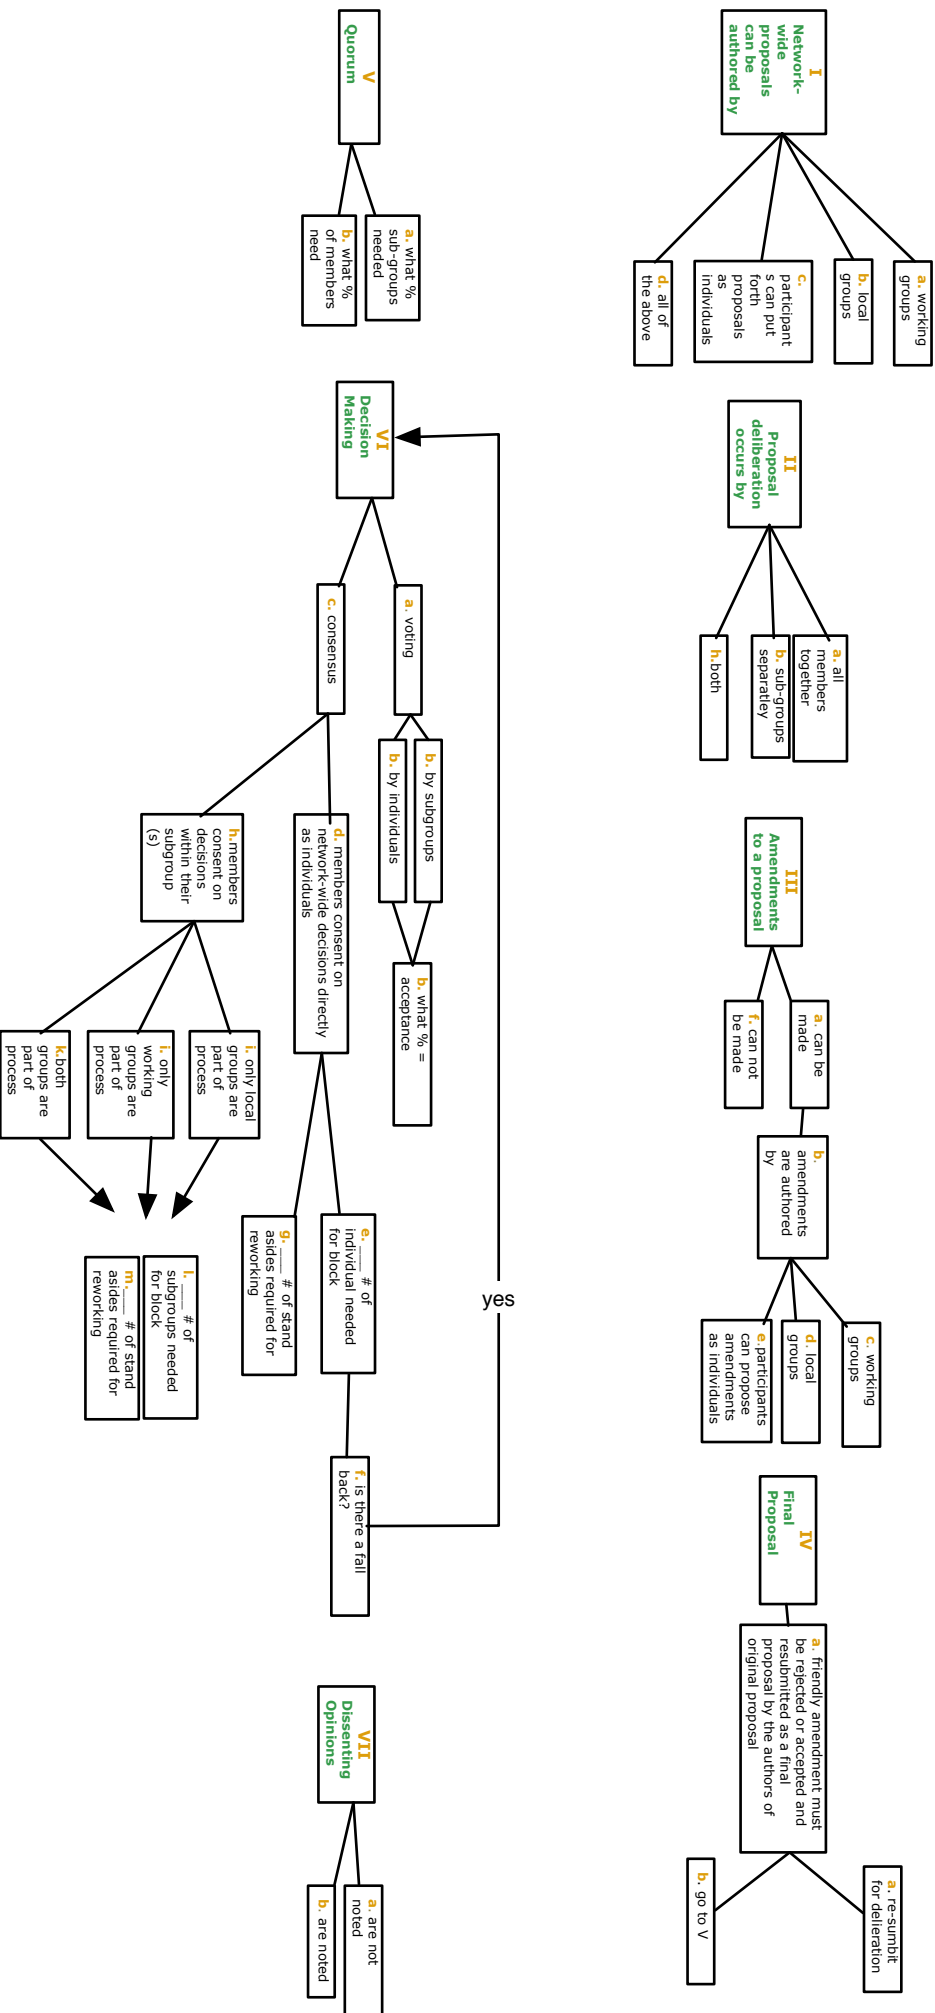 I
Network-
wide
proposals
can be
authored by
a. working
groups
b. local
groups
c.
participant
s can put
forth
proposals
as
individuals
d. all of
the above
II
Proposal
deliberation
occurs by
a. all
members
together
b. sub-groups
separatley
h.both
III
Amendments
to a proposal
a. can be
made
f. can not
be made
b.
amendments
are authored
by
c. working
groups
d. local
groups
e.participants
can propose
amendments
as individuals
IV
Final
Proposal
a. friendly amendment must
be rejected or accepted and
resubmitted as a final
proposal by the authors of
original proposal
a. re-sumbit
for delieration
b. go to V
V
Quorum
a. what %
sub-groups
needed
b. what %
of members
need
VI
Decision
Making
a. voting
b. by subgroups
b. by individuals
b. what % =
acceptance
c. consensus
d. members consent on
network-wide decisions directly
as individuals
e. ___ # of
individual needed
for block
g. ___ # of stand
asides required for
reworking
f. is there a fall
back?
yes
h.members
consent on
decisions
within their
subgroup
(s)
i. only local
groups are
part of
process
i. only
working
groups are
part of
process
k.both
groups are
part of
process
l. ___ # of
subgroups needed
for block
m.___ # of stand
asides required for
reworking
VII
Dissenting
Opinions
a. are not
noted
b. are noted